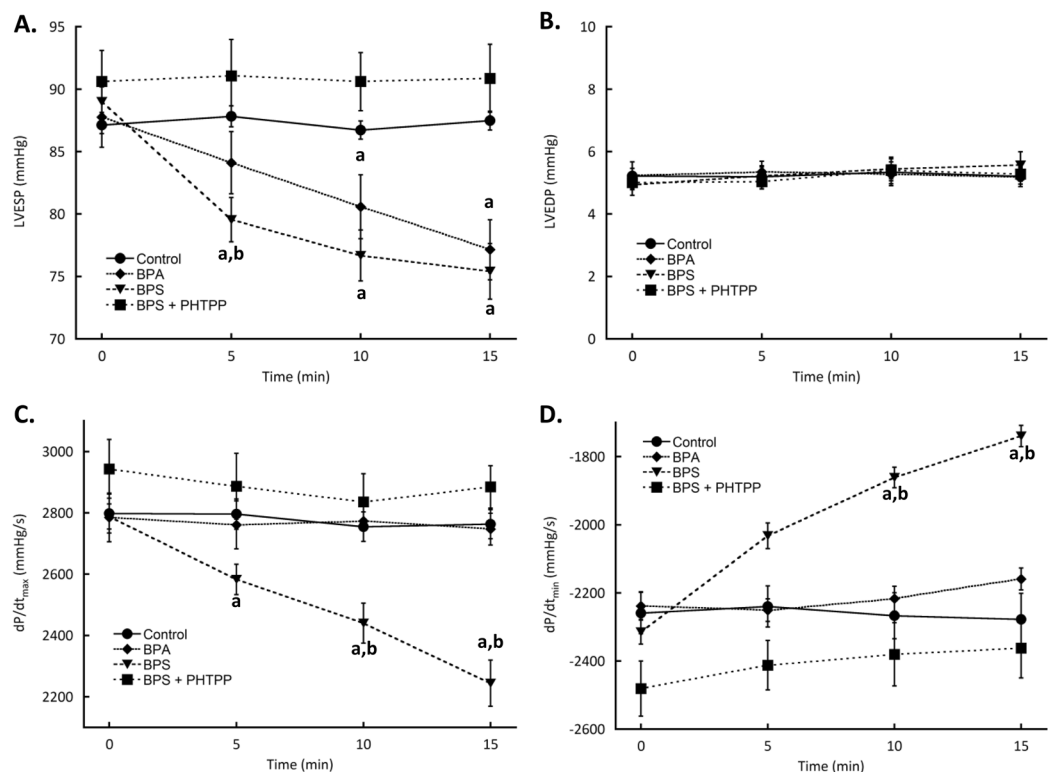 A.
95
90
85
80
75
70
LVESP (mmHg)
a
a
a,b
a
a
Control
BPA
BPS
BPS + PHTPP
0 5 10 15
Time (min)
B.
10
8
6
4
2
0
LVEDP (mmHg)
Control
BPA
BPS
BPS + PHTPP
0 5 10 15
Time (min)
C.
3000
2800
2600
2400
2200
dP/dtmax (mmHg/s)
a
a,b
a,b
Control
BPA
BPS
BPS + PHTPP
0 5 10 15
Time (min)
D.
-1800
-2000
-2200
-2400
-2600
dP/dtmin (mmHg/s)
Control
BPA
BPS
BPS + PHTPP
a,b
a,b
0 5 10 15
Time (min)